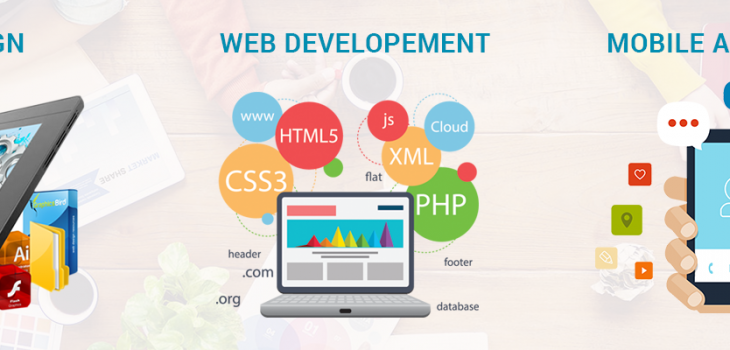 GN
WEB DEVELOPEMENT
MOBILE A
www
HTML5
js
Cloud
XML
CSS3
flat
PHP
header
footer
.com
.org
database
Ai